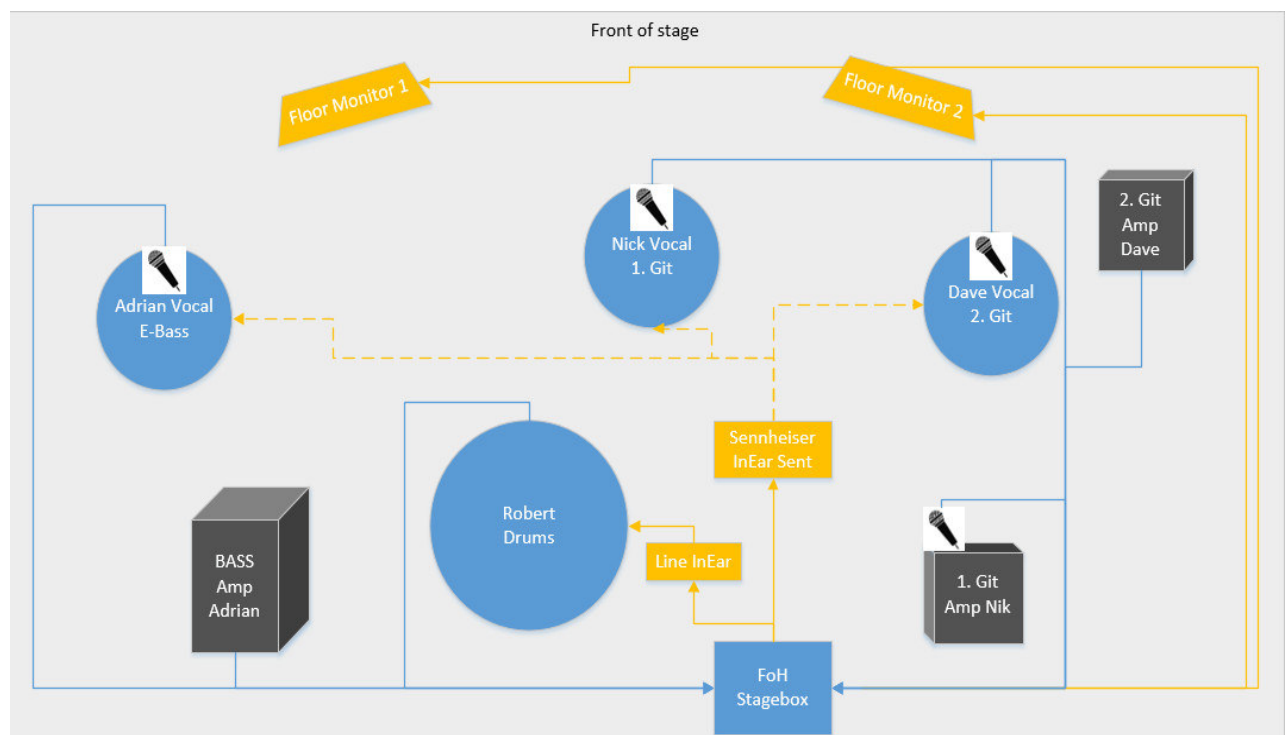 Front of stage
Floor Monitor 1
Floor Monitor 2
2. Git
Amp
Dave
Nick Vocal
1. Git
Adrian Vocal
E-Bass
Dave Vocal
2. Git
Sennheiser
InEar Sent
Robert
Drums
Line InEar
BASS
Amp
Adrian
1. Git
Amp Nik
FoH
Stagebox